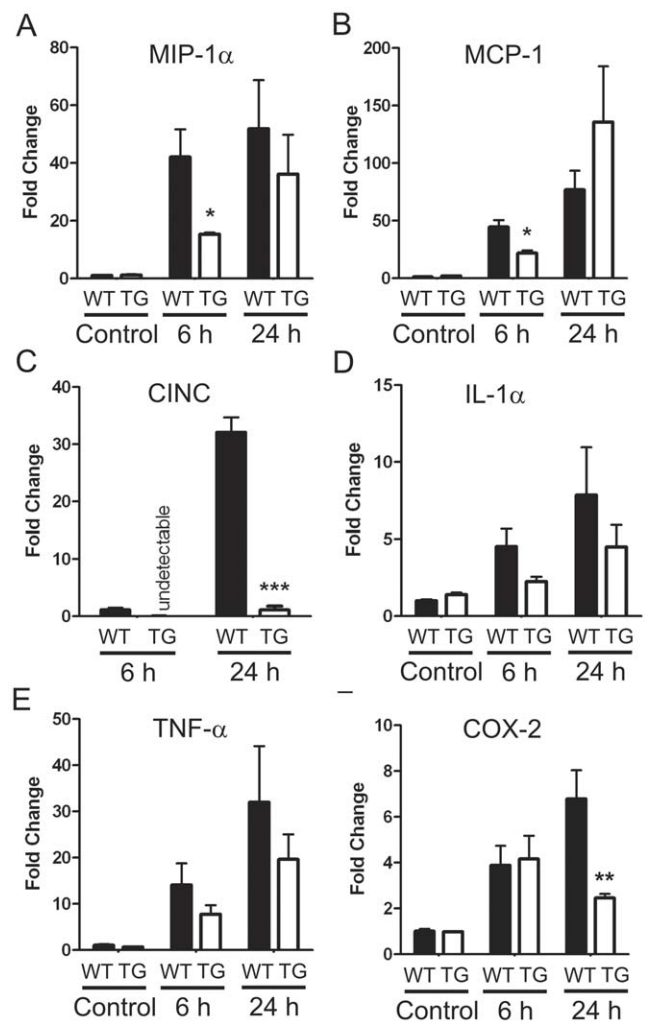 A
MIP-1α
Fold Change
80
60
40
20
0
WT TG WT TG WT TG
Control 6 h 24 h
*
B
MCP-1
Fold Change
200
150
100
50
0
WT TG WT TG WT TG
Control 6 h 24 h
*
C
CINC
Fold Change
40
30
20
10
0
undetectable
***
WT TG WT TG
6 h 24 h
D
IL-1α
Fold Change
15
10
5
0
WT TG WT TG WT TG
Control 6 h 24 h
E
TNF-α
Fold Change
50
40
30
20
10
0
WT TG WT TG WT TG
Control 6 h 24 h
COX-2
Fold Change
8
6
4
2
0
**
WT TG WT TG WT TG
Control 6 h 24 h